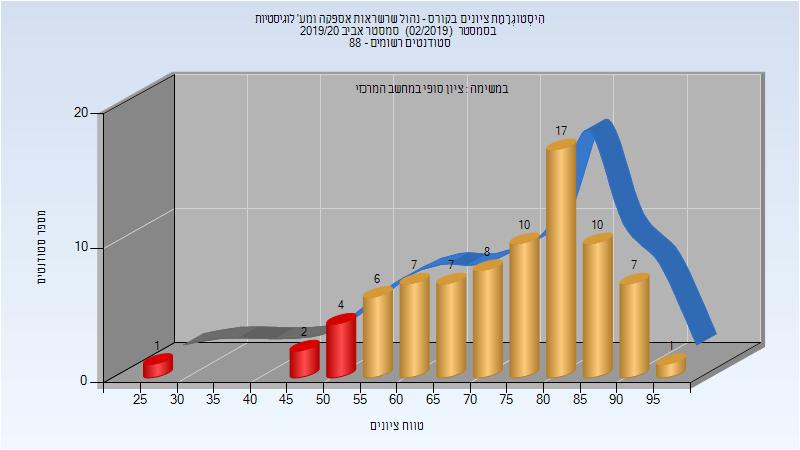 היסטוגרמת ציונים בקורס - נהול שרשראות אספקה ומע' לוגיסטיות
בסמסטר (02/2019) סמסטר אביב 2019/20
סטודנטים רשומים - 88
במשימה : ציון סופי במחשב המרכזי
מספר סטודנטים
20
10
0
1
2
4
6
7
7
8
10
17
10
7
1
25 30 35 40 45 50 55 60 65 70 75 80 85 90 95
טווח ציונים